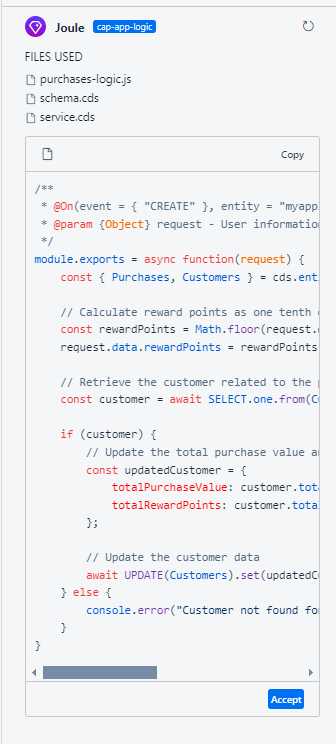 Joule cap-app-logic
FILES USED
purchases-logic.js
schema.cds
service.cds
Copy
/**
* @On(event = { "CREATE" }, entity = "myapp
* @param {Object} request - User information
*/
module.exports = async function(request) {
const { Purchases, Customers } = cds.enti
// Calculate reward points as one tenth
const rewardPoints = Math.floor(request.
request.data.rewardPoints = rewardPoints
// Retrieve the customer related to the
const customer = await SELECT.one.from(Cu
if (customer) {
// Update the total purchase value an
const updatedCustomer = {
totalPurchaseValue: customer.tota
totalRewardPoints: customer.total
};
// Update the customer data
await UPDATE(Customers).set(updatedCu
} else {
console.error("Customer not found for
}
}
Accept